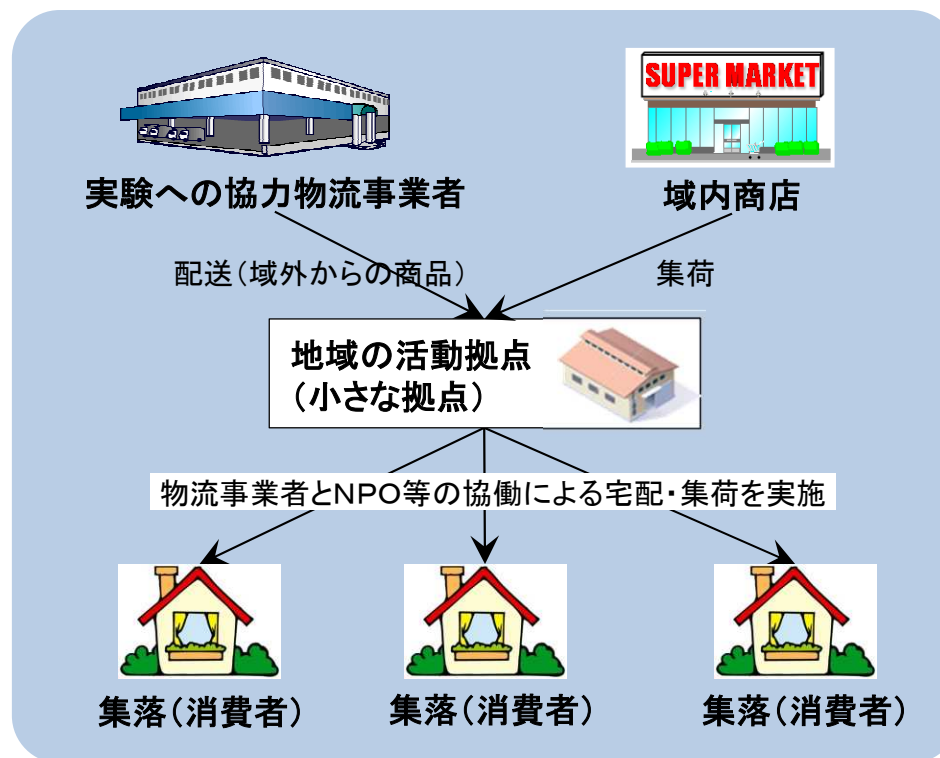 SUPER MARKET
実験への協力物流事業者
域内商店
配送(域外からの商品)
集荷
地域の活動拠点
(小さな拠点)
物流事業者とNPO等の協働による宅配・集荷を実施
集落(消費者)
集落(消費者)
集落(消費者)